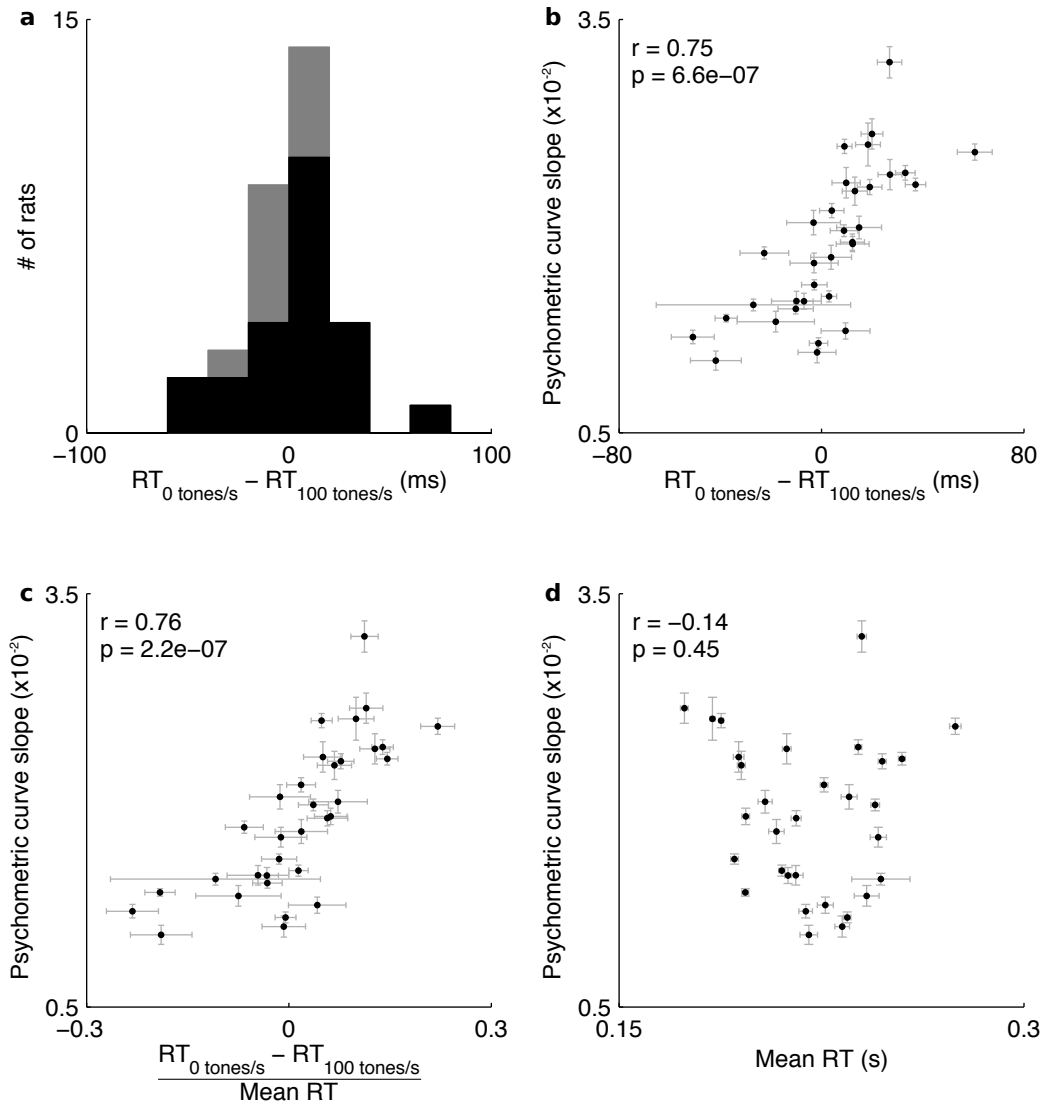 a
15
# of rats
0
−100
0
100
RT0 tones/s − RT100 tones/s (ms)
b
3.5
r = 0.75
p = 6.6e−07
Psychometric curve slope (x10-2)
0.5
−80
0
80
RT0 tones/s − RT100 tones/s (ms)
c
3.5
r = 0.76
p = 2.2e−07
Psychometric curve slope (x10-2)
0.5
−0.3
0
0.3
RT0 tones/s − RT100 tones/s
Mean RT
d
3.5
r = −0.14
p = 0.45
Psychometric curve slope (x10-2)
0.5
0.15
0.3
Mean RT (s)